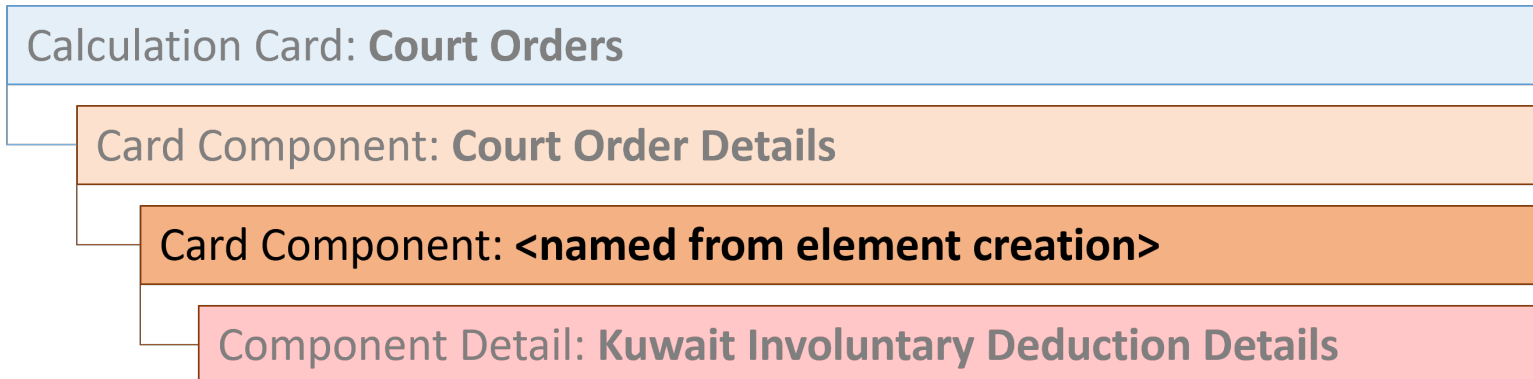 Calculation Card: Court Orders
Card Component: Court Order Details
Card Component: <named from element creation>
Component Detail: Kuwait Involuntary Deduction Details